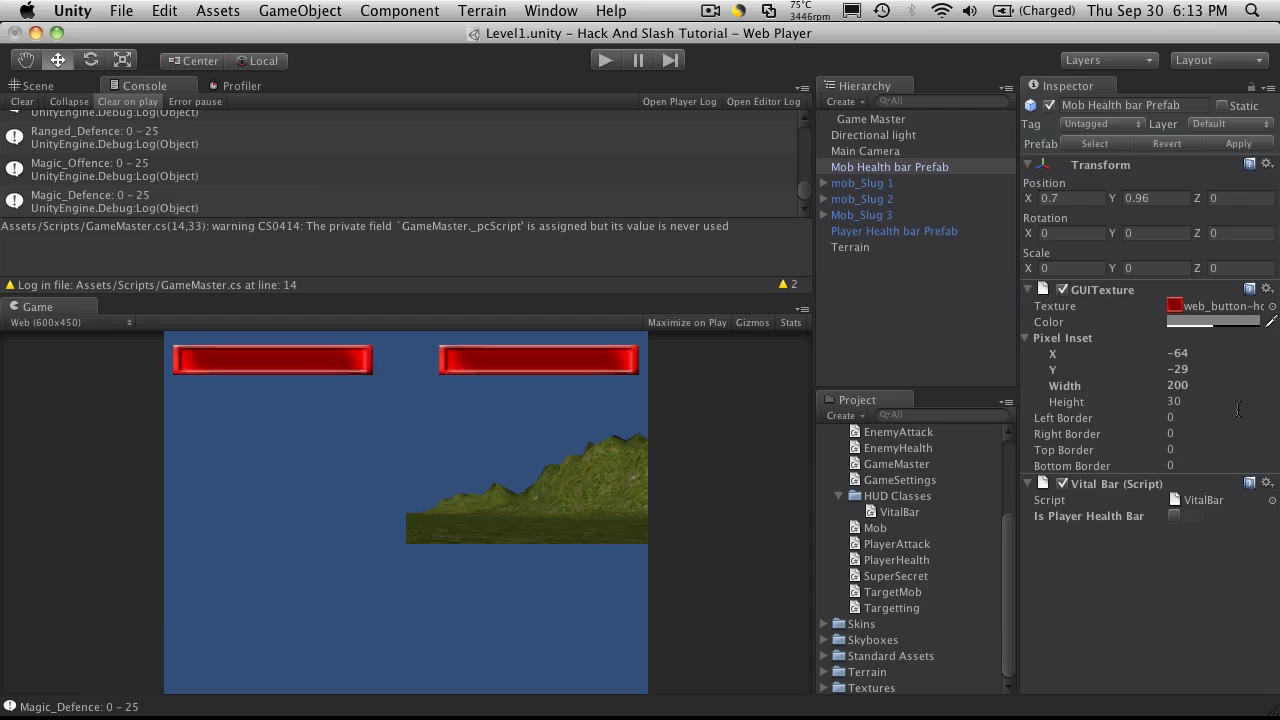 Unity File Edit Assets GameObject Component Terrain Window Help 75°C 3446rpm (Charged) Thu Sep 30 6:13 PM
Level1.unity - Hack And Slash Tutorial - Web Player
Center Local Layers Layout
Scene Console Profiler
Clear Collapse Clear on play Error pause Open Player Log Open Editor Log
UnityEngine.Debug:Log(Object)
Ranged_Defence: 0 - 25
UnityEngine.Debug:Log(Object)
Magic_Offence: 0 - 25
UnityEngine.Debug:Log(Object)
Magic_Defence: 0 - 25
UnityEngine.Debug:Log(Object)
Assets/Scripts/GameMaster.cs(14,33): warning CS0414: The private field `GameMaster._pcScript' is assigned but its value is never used
Log in file: Assets/Scripts/GameMaster.cs at line: 14 2
Game
Web (600x450) Maximize on Play Gizmos Stats
Hierarchy
Create All
Game Master
Directional light
Main Camera
Mob Health bar Prefab
mob_Slug 1
mob_Slug 2
Mob_Slug 3
Player Health bar Prefab
Terrain
Project
Create All
EnemyAttack
EnemyHealth
GameMaster
GameSettings
HUD Classes
VitalBar
Mob
PlayerAttack
PlayerHealth
SuperSecret
TargetMob
Targetting
Skins
Skyboxes
Standard Assets
Terrain
Textures
Inspector
Mob Health bar Prefab Static
Tag Untagged Layer Default
Prefab Select Revert Apply
Transform
Position
X 0.7 Y 0.96 Z 0
Rotation
X 0 Y 0 Z 0
Scale
X 0 Y 0 Z 0
GUITexture
Texture web_button-ho
Color
Pixel Inset
X -64
Y -29
Width 200
Height 30
Left Border 0
Right Border 0
Top Border 0
Bottom Border 0
Vital Bar (Script)
Script VitalBar
Is Player Health Bar
Magic_Defence: 0 - 25